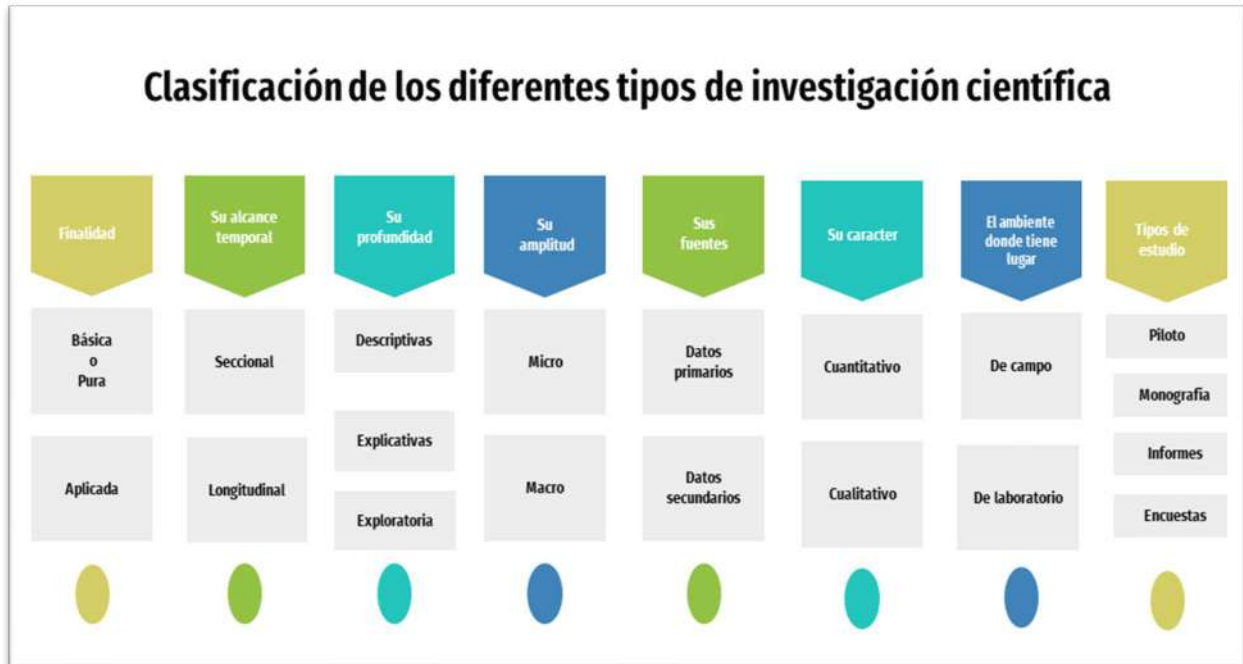 Clasificación de los diferentes tipos de investigación científica
Finalidad
Básica
o
Pura
Aplicada
Su alcance
temporal
Seccional
Longitudinal
Su
profundidad
Descriptivas
Explicativas
Exploratoria
Su
amplitud
Micro
Macro
Sus
fuentes
Datos
primarios
Datos
secundarios
Su caracter
Cuantitativo
Cualitativo
El ambiente
donde tiene
lugar
De campo
De laboratorio
Tipos de
estudio
Piloto
Monografía
Informes
Encuestas